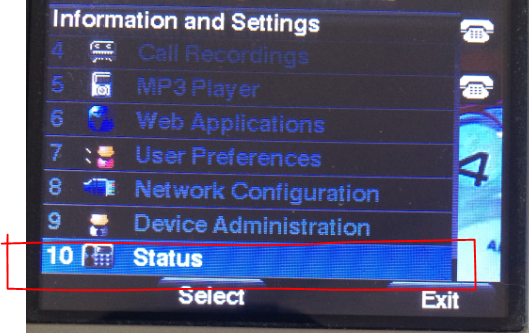 Information and Settings
4 Call Recordings
5 MP3 Player
6 Web Applications
7 User Preferences
8 Network Configuration
9 Device Administration
10 Status
4
Select Exit